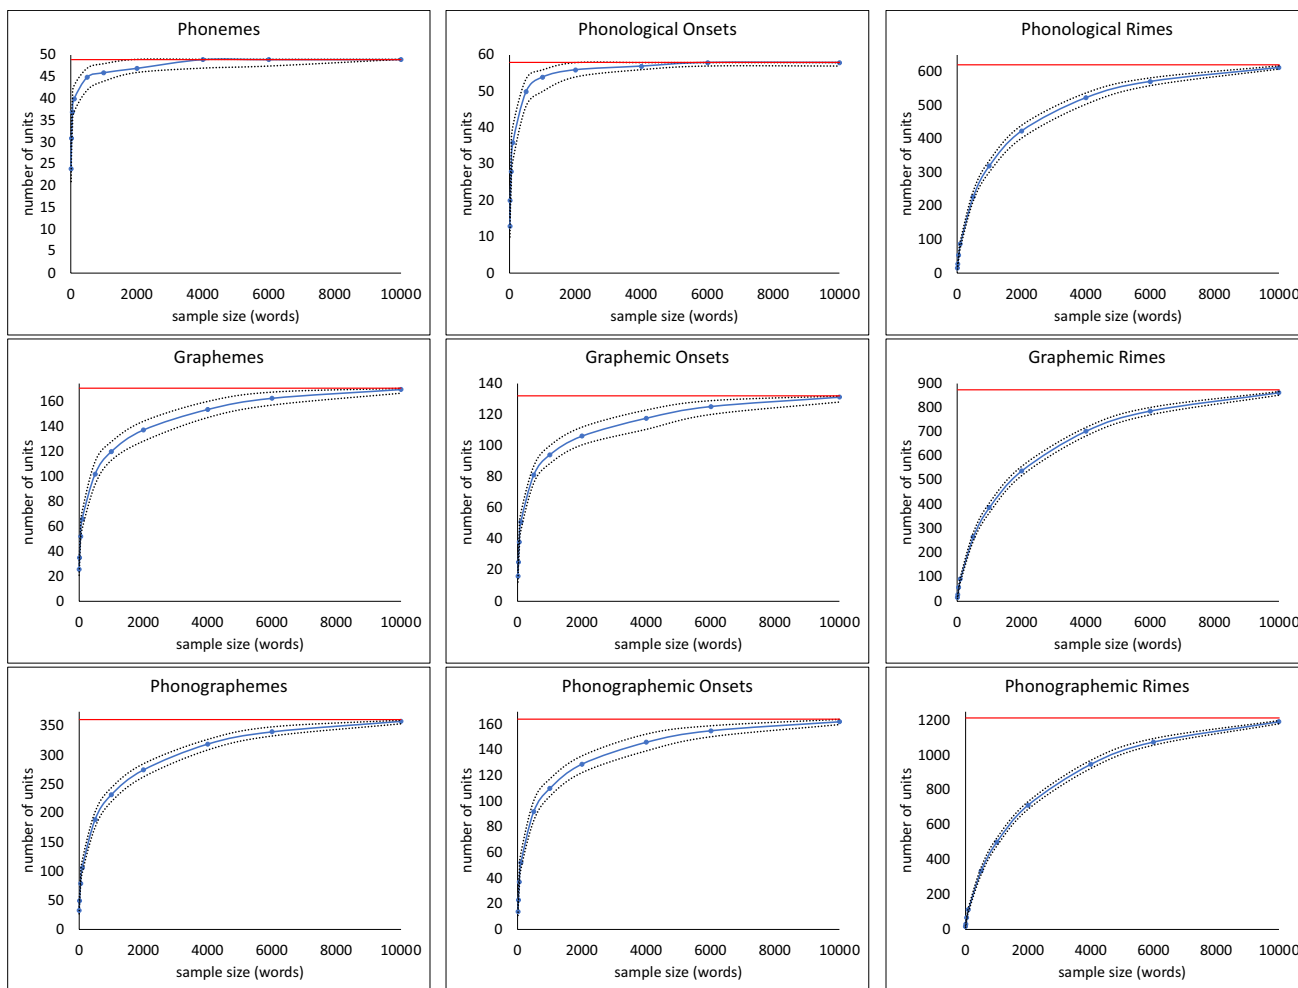 Phonemes
number of units
50
45
40
35
30
25
20
15
10
5
0
0 2000 4000 6000 8000 10000
sample size (words)
Phonological Onsets
number of units
60
50
40
30
20
10
0
0 2000 4000 6000 8000 10000
sample size (words)
Phonological Rimes
number of units
600
500
400
300
200
100
0
0 2000 4000 6000 8000 10000
sample size (words)
Graphemes
number of units
160
140
120
100
80
60
40
20
0
0 2000 4000 6000 8000 10000
sample size (words)
Graphemic Onsets
number of units
140
120
100
80
60
40
20
0
0 2000 4000 6000 8000 10000
sample size (words)
Graphemic Rimes
number of units
900
800
700
600
500
400
300
200
100
0
0 2000 4000 6000 8000 10000
sample size (words)
Phonographemes
number of units
350
300
250
200
150
100
50
0
0 2000 4000 6000 8000 10000
sample size (words)
Phonographemic Onsets
number of units
160
140
120
100
80
60
40
20
0
0 2000 4000 6000 8000 10000
sample size (words)
Phonographemic Rimes
number of units
1200
1000
800
600
400
200
0
0 2000 4000 6000 8000 10000
sample size (words)